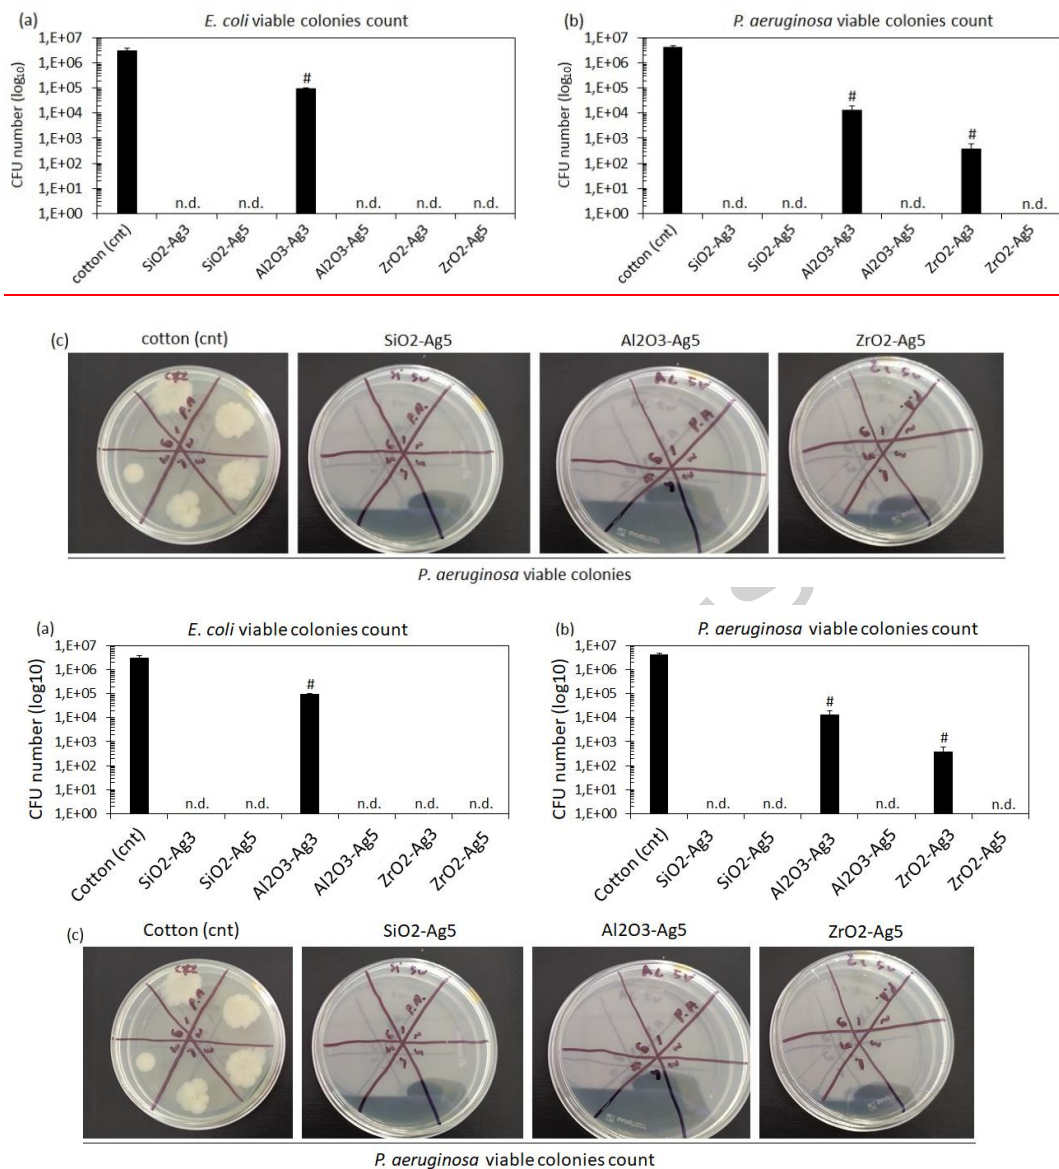 (a)
E. coli viable colonies count
CFU number (log10)
1,E+07
1,E+06
1,E+05
1,E+04
1,E+03
1,E+02
1,E+01
1,E+00
n.d.
n.d.
#
n.d.
n.d.
n.d.
cotton (cnt)
SiO2-Ag3
SiO2-Ag5
Al2O3-Ag3
Al2O3-Ag5
ZrO2-Ag3
ZrO2-Ag5
(b)
P. aeruginosa viable colonies count
CFU number (log10)
1,E+07
1,E+06
1,E+05
1,E+04
1,E+03
1,E+02
1,E+01
1,E+00
n.d.
n.d.
#
n.d.
#
n.d.
cotton (cnt)
SiO2-Ag3
SiO2-Ag5
Al2O3-Ag3
Al2O3-Ag5
ZrO2-Ag3
ZrO2-Ag5
(c)
cotton (cnt)
SiO2-Ag5
Al2O3-Ag5
ZrO2-Ag5
P.A
Si 5W
P.A.
P.A
P. aeruginosa viable colonies
(a)
E. coli viable colonies count
CFU number (log10)
1,E+07
1,E+06
1,E+05
1,E+04
1,E+03
1,E+02
1,E+01
1,E+00
n.d.
n.d.
#
n.d.
n.d.
n.d.
Cotton (cnt)
SiO2-Ag3
SiO2-Ag5
Al2O3-Ag3
Al2O3-Ag5
ZrO2-Ag3
ZrO2-Ag5
(b)
P. aeruginosa viable colonies count
CFU number (log10)
1,E+07
1,E+06
1,E+05
1,E+04
1,E+03
1,E+02
1,E+01
1,E+00
n.d.
n.d.
#
n.d.
#
n.d.
Cotton (cnt)
SiO2-Ag3
SiO2-Ag5
Al2O3-Ag3
Al2O3-Ag5
ZrO2-Ag3
ZrO2-Ag5
(c)
Cotton (cnt)
SiO2-Ag5
Al2O3-Ag5
ZrO2-Ag5
P.A
Si 5W
P.A.
P.A
P. aeruginosa viable colonies count